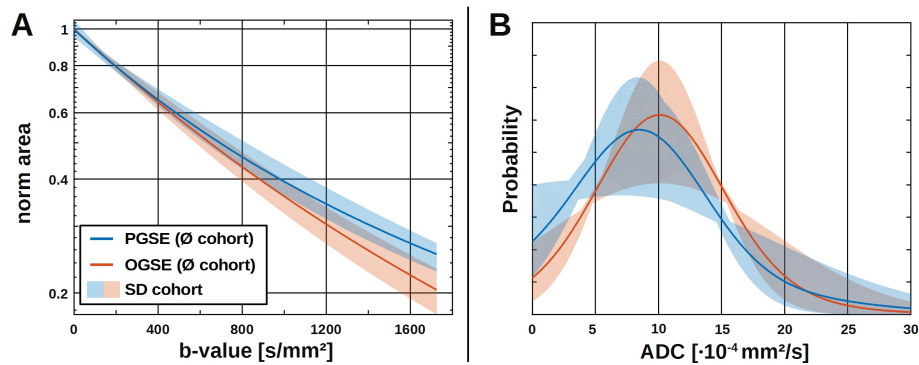 A
1
0.8
0.6
0.4
0.2
norm area
PGSE (Ø cohort)
OGSE (Ø cohort)
SD cohort
0 400 800 1200 1600
b-value [s/mm²]
B
Probability
0 5 10 15 20 25 30
ADC [·10⁻⁴ mm²/s]